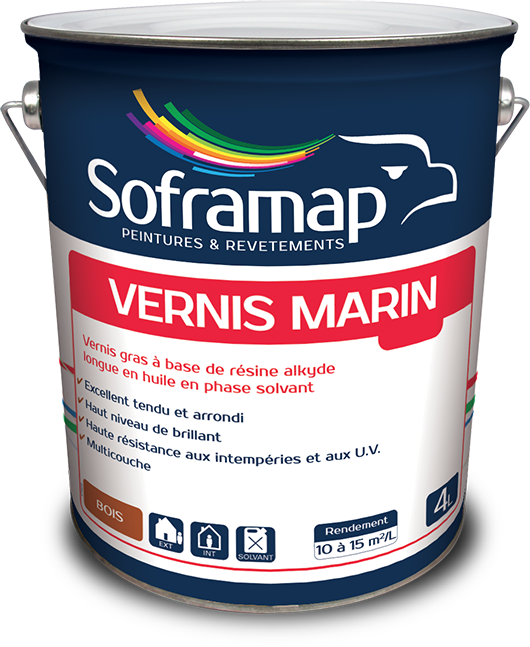 Soframap
PEINTURES & REVETEMENTS
VERNIS MARIN
Vernis gras à base de résine alkyde
longue en huile en phase solvant
Excellent tendu et arrondi
Haut niveau de brillant
Haute résistance aux intempéries et aux U.V.
Multicouche
BOIS
EXT
INT
SOLVANT
Rendement
10 à 15 m²/L
4L